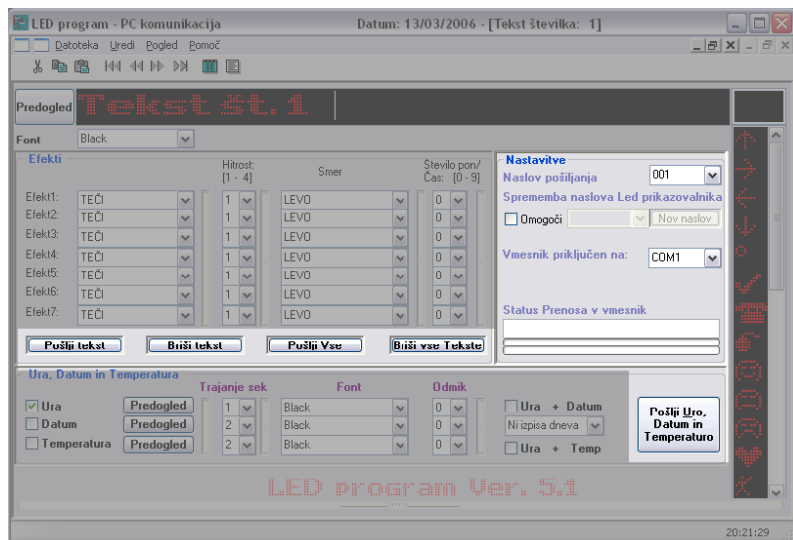 LED program - PC komunikacija Datum: 13/03/2006 - [Tekst številka: 1]
Datoteka Uredi Pogled Pomoč
Predogled Tekst št.1
Font Black
Efekti Hitrost: [1 - 4] Smer Število pon/ Čas: [0 - 9]
Efekt1: TEČI 1 LEVO 0
Efekt2: TEČI 1 LEVO 0
Efekt3: TEČI 1 LEVO 0
Efekt4: TEČI 1 LEVO 0
Efekt5: TEČI 1 LEVO 0
Efekt6: TEČI 1 LEVO 0
Efekt7: TEČI 1 LEVO 0
Pošlji tekst Briši tekst Pošlji Vse Briši vse Tekste
Nastavitve
Naslov pošiljanja 001
Sprememba naslova Led prikazovalnika
Omogoči Nov naslov
Vmesnik priključen na: COM1
Status Prenosa v vmesnik
Ura, Datum in Temperatura
Trajanje sek Font Odmik
Ura Predogled 1 Black 0 Ura + Datum
Datum Predogled 2 Black 0 Ni izpisa dneva
Temperatura Predogled 2 Black 0 Ura + Temp
Pošlji Uro,
Datum in
Temperaturo
LED program Ver. 5.1
20:21:29